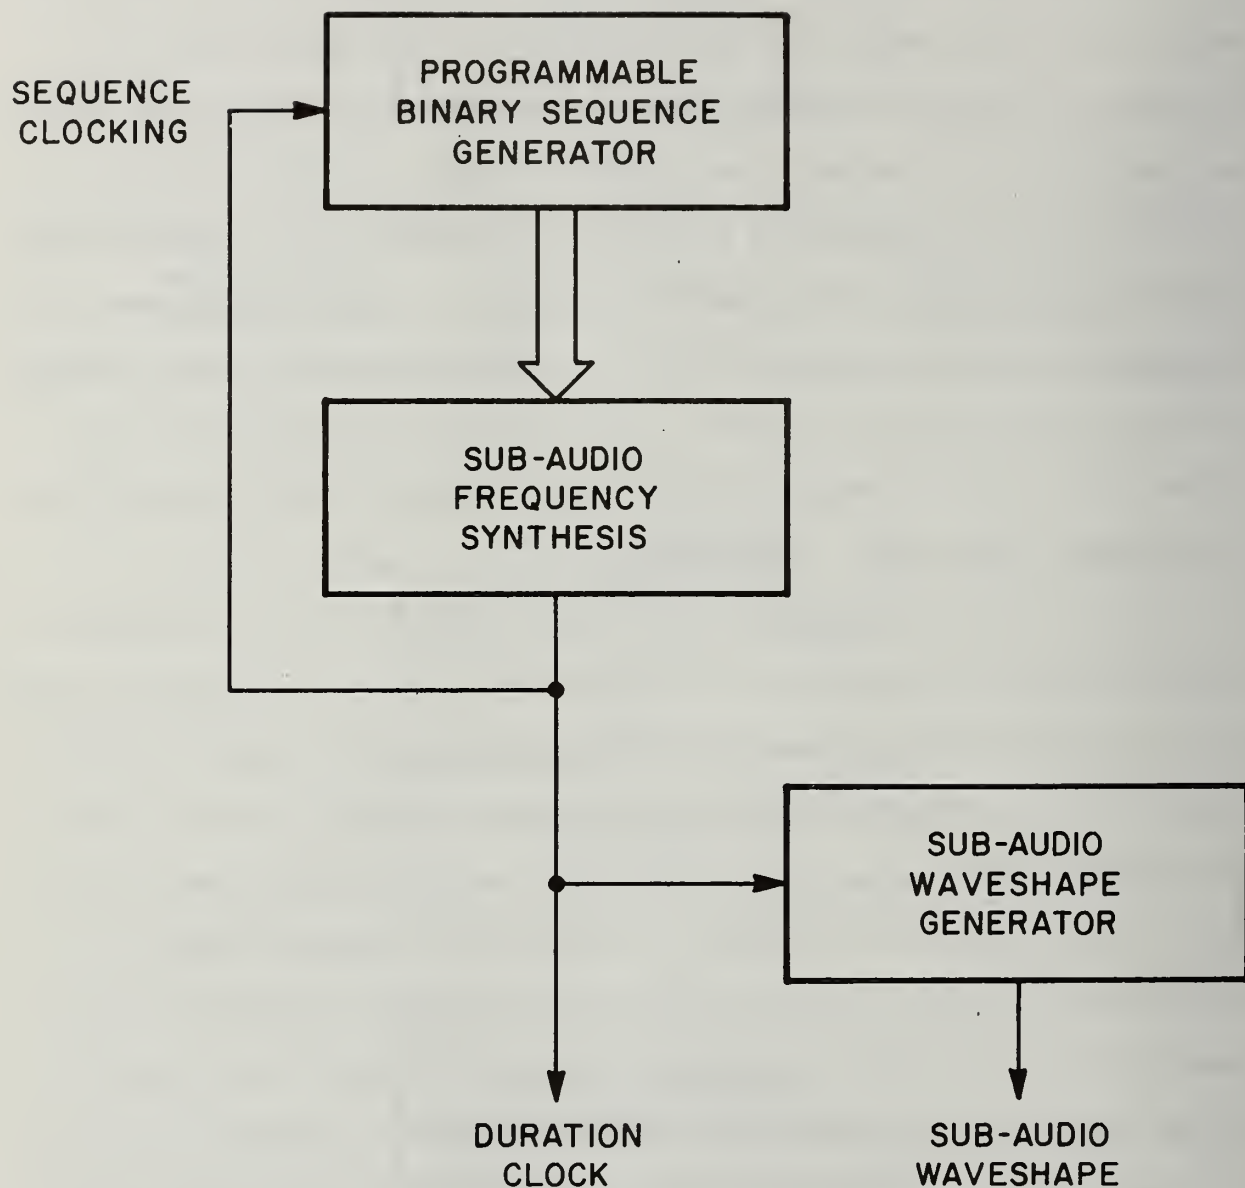 SEQUENCE
CLOCKING
PROGRAMMABLE
BINARY SEQUENCE
GENERATOR
SUB-AUDIO
FREQUENCY
SYNTHESIS
SUB-AUDIO
WAVESHAPE
GENERATOR
DURATION
CLOCK
SUB-AUDIO
WAVESHAPE